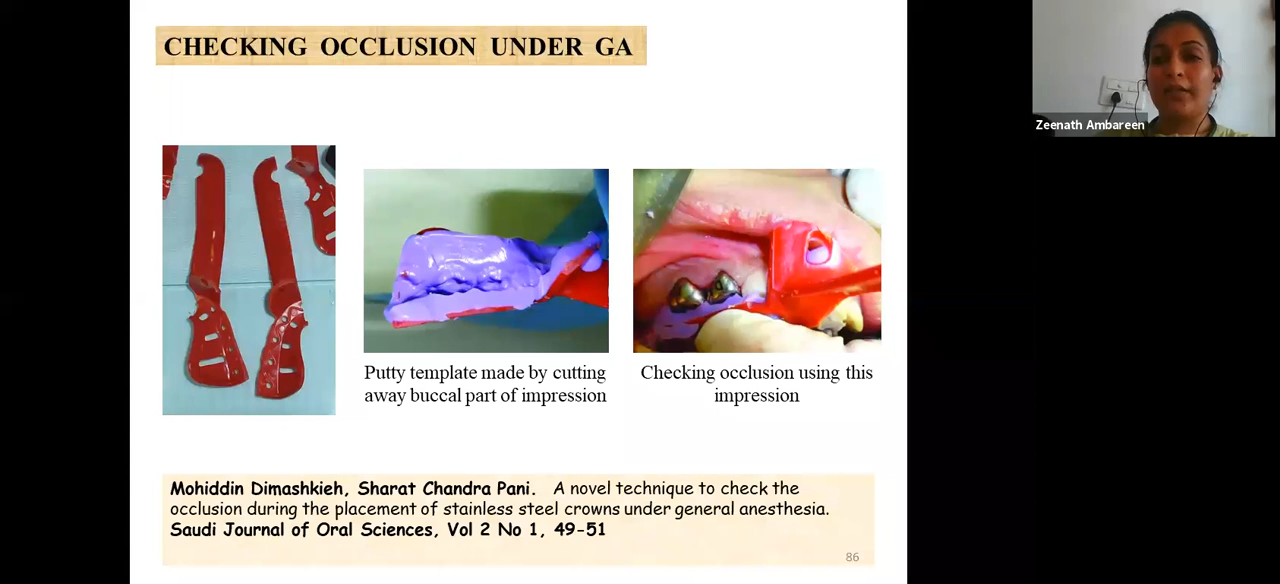 CHECKING OCCLUSION UNDER GA
Zeenath Ambareen
Putty template made by cutting
away buccal part of impression
Checking occlusion using this
impression
Mohiddin Dimashkieh, Sharat Chandra Pani. A novel technique to check the
occlusion during the placement of stainless steel crowns under general anesthesia.
Saudi Journal of Oral Sciences, Vol 2 No 1, 49-51
86